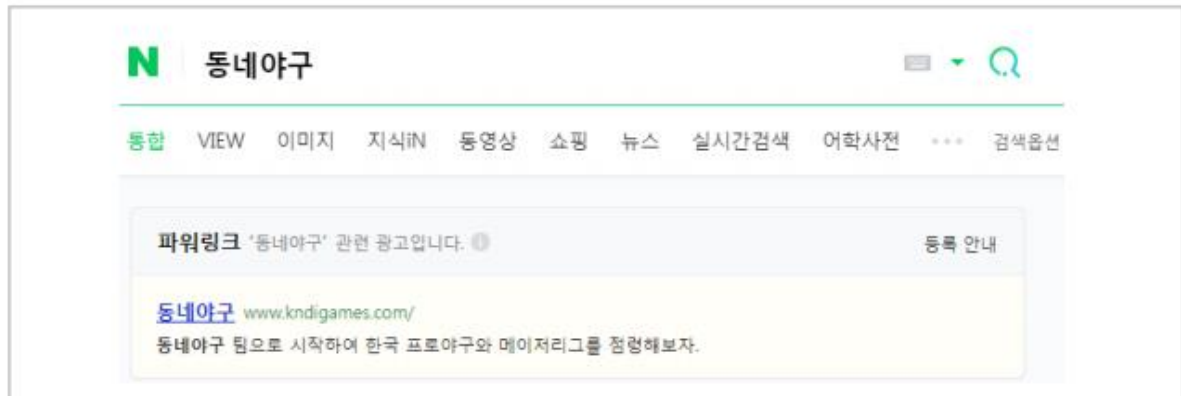 N 동네야구
통합 VIEW 이미지 지식iN 동영상 쇼핑 뉴스 실시간검색 어학사전 검색옵션
파워링크 '동네야구' 관련 광고입니다. 등록 안내
동네야구 www.kndigames.com/
동네야구 팀으로 시작하여 한국 프로야구와 메이저리그를 점령해보자.